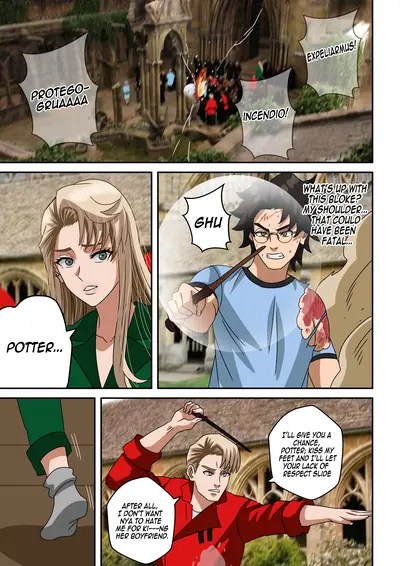 EXPELIARMUS!
PROTEGO-
GRUAAAA
INCENDIO!
WHAT'S UP WITH
THIS BLOKE?
MY SHOULDER...
THAT COULD
HAVE BEEN
FATAL...
GHU
POTTER...
I'LL GIVE YOU A
CHANCE,
POTTER; KISS MY
FEET AND I'LL LET
YOUR LACK OF
RESPECT SLIDE
AFTER ALL,
I DON'T WANT
NYA TO HATE
ME FOR KI---NG
HER BOYFRIEND.